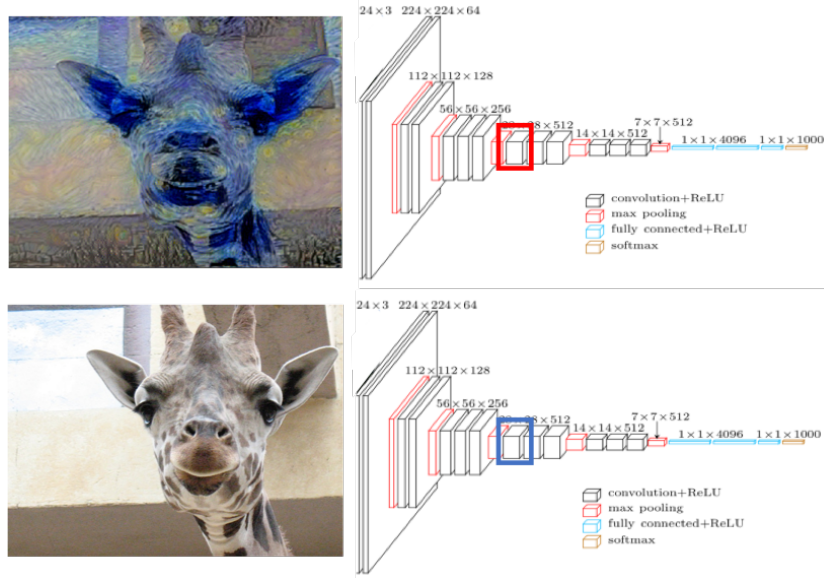 24×3 224×224×64
112×112×128
56×56×256
28×512
14×14×512
7×7×512
1×1×4096
1×1×1000
convolution+ReLU
max pooling
fully connected+ReLU
softmax
24×3 224×224×64
112×112×128
56×56×256
28×512
14×14×512
7×7×512
1×1×4096
1×1×1000
convolution+ReLU
max pooling
fully connected+ReLU
softmax